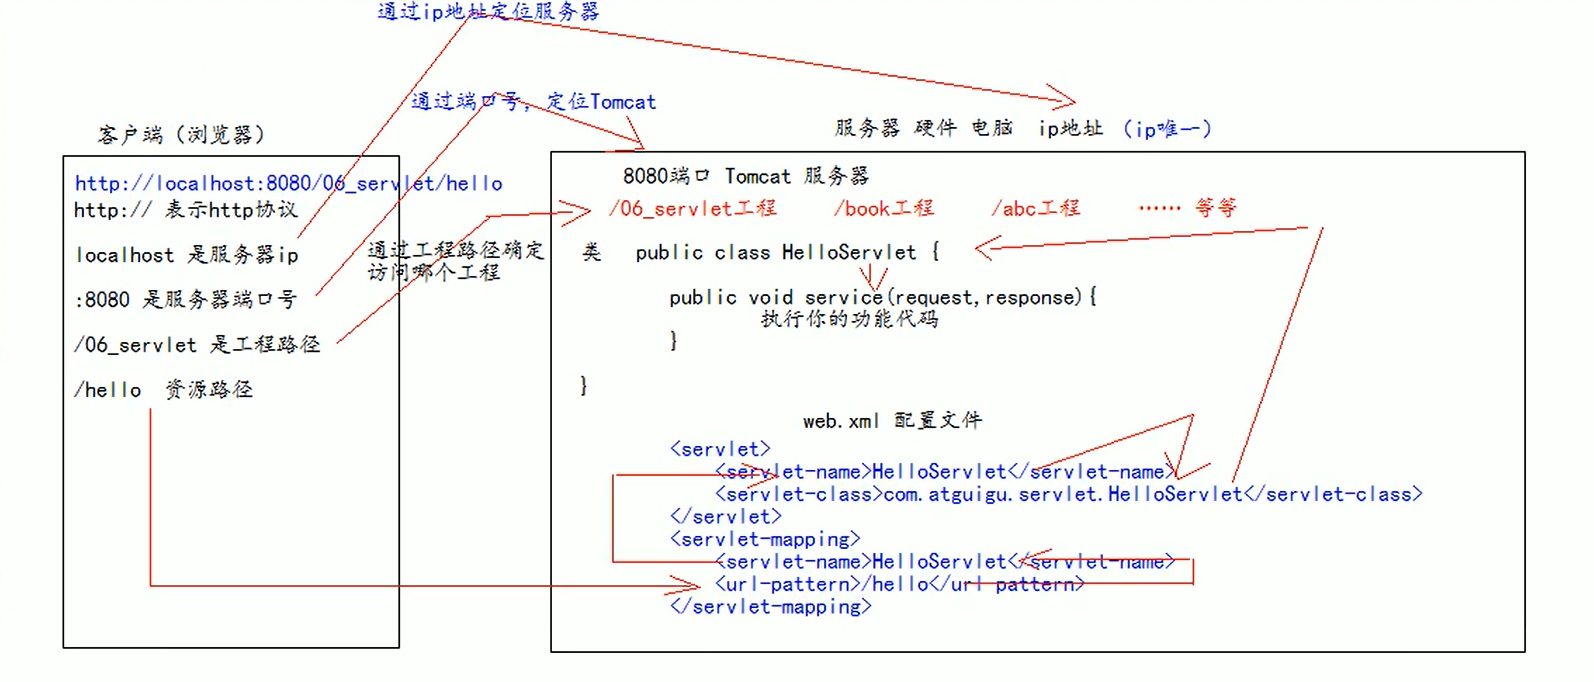 通过ip地址定位服务器
通过端口号，定位Tomcat
客户端（浏览器）
http://localhost:8080/06_servlet/hello
http:// 表示http协议
localhost 是服务器ip
:8080 是服务器端口号
/06_servlet 是工程路径
/hello 资源路径
通过工程路径确定
访问哪个工程
服务器 硬件 电脑 ip地址 （ip唯一）
8080端口 Tomcat 服务器
/06_servlet工程 /book工程 /abc工程 …… 等等
类 public class HelloServlet {
public void service(request,response){
执行你的功能代码
}
}
web.xml 配置文件
<servlet>
<servlet-name>HelloServlet</servlet-name>
<servlet-class>com.atguigu.servlet.HelloServlet</servlet-class>
</servlet>
<servlet-mapping>
<servlet-name>HelloServlet</servlet-name>
<url-pattern>/hello</url-pattern>
</servlet-mapping>